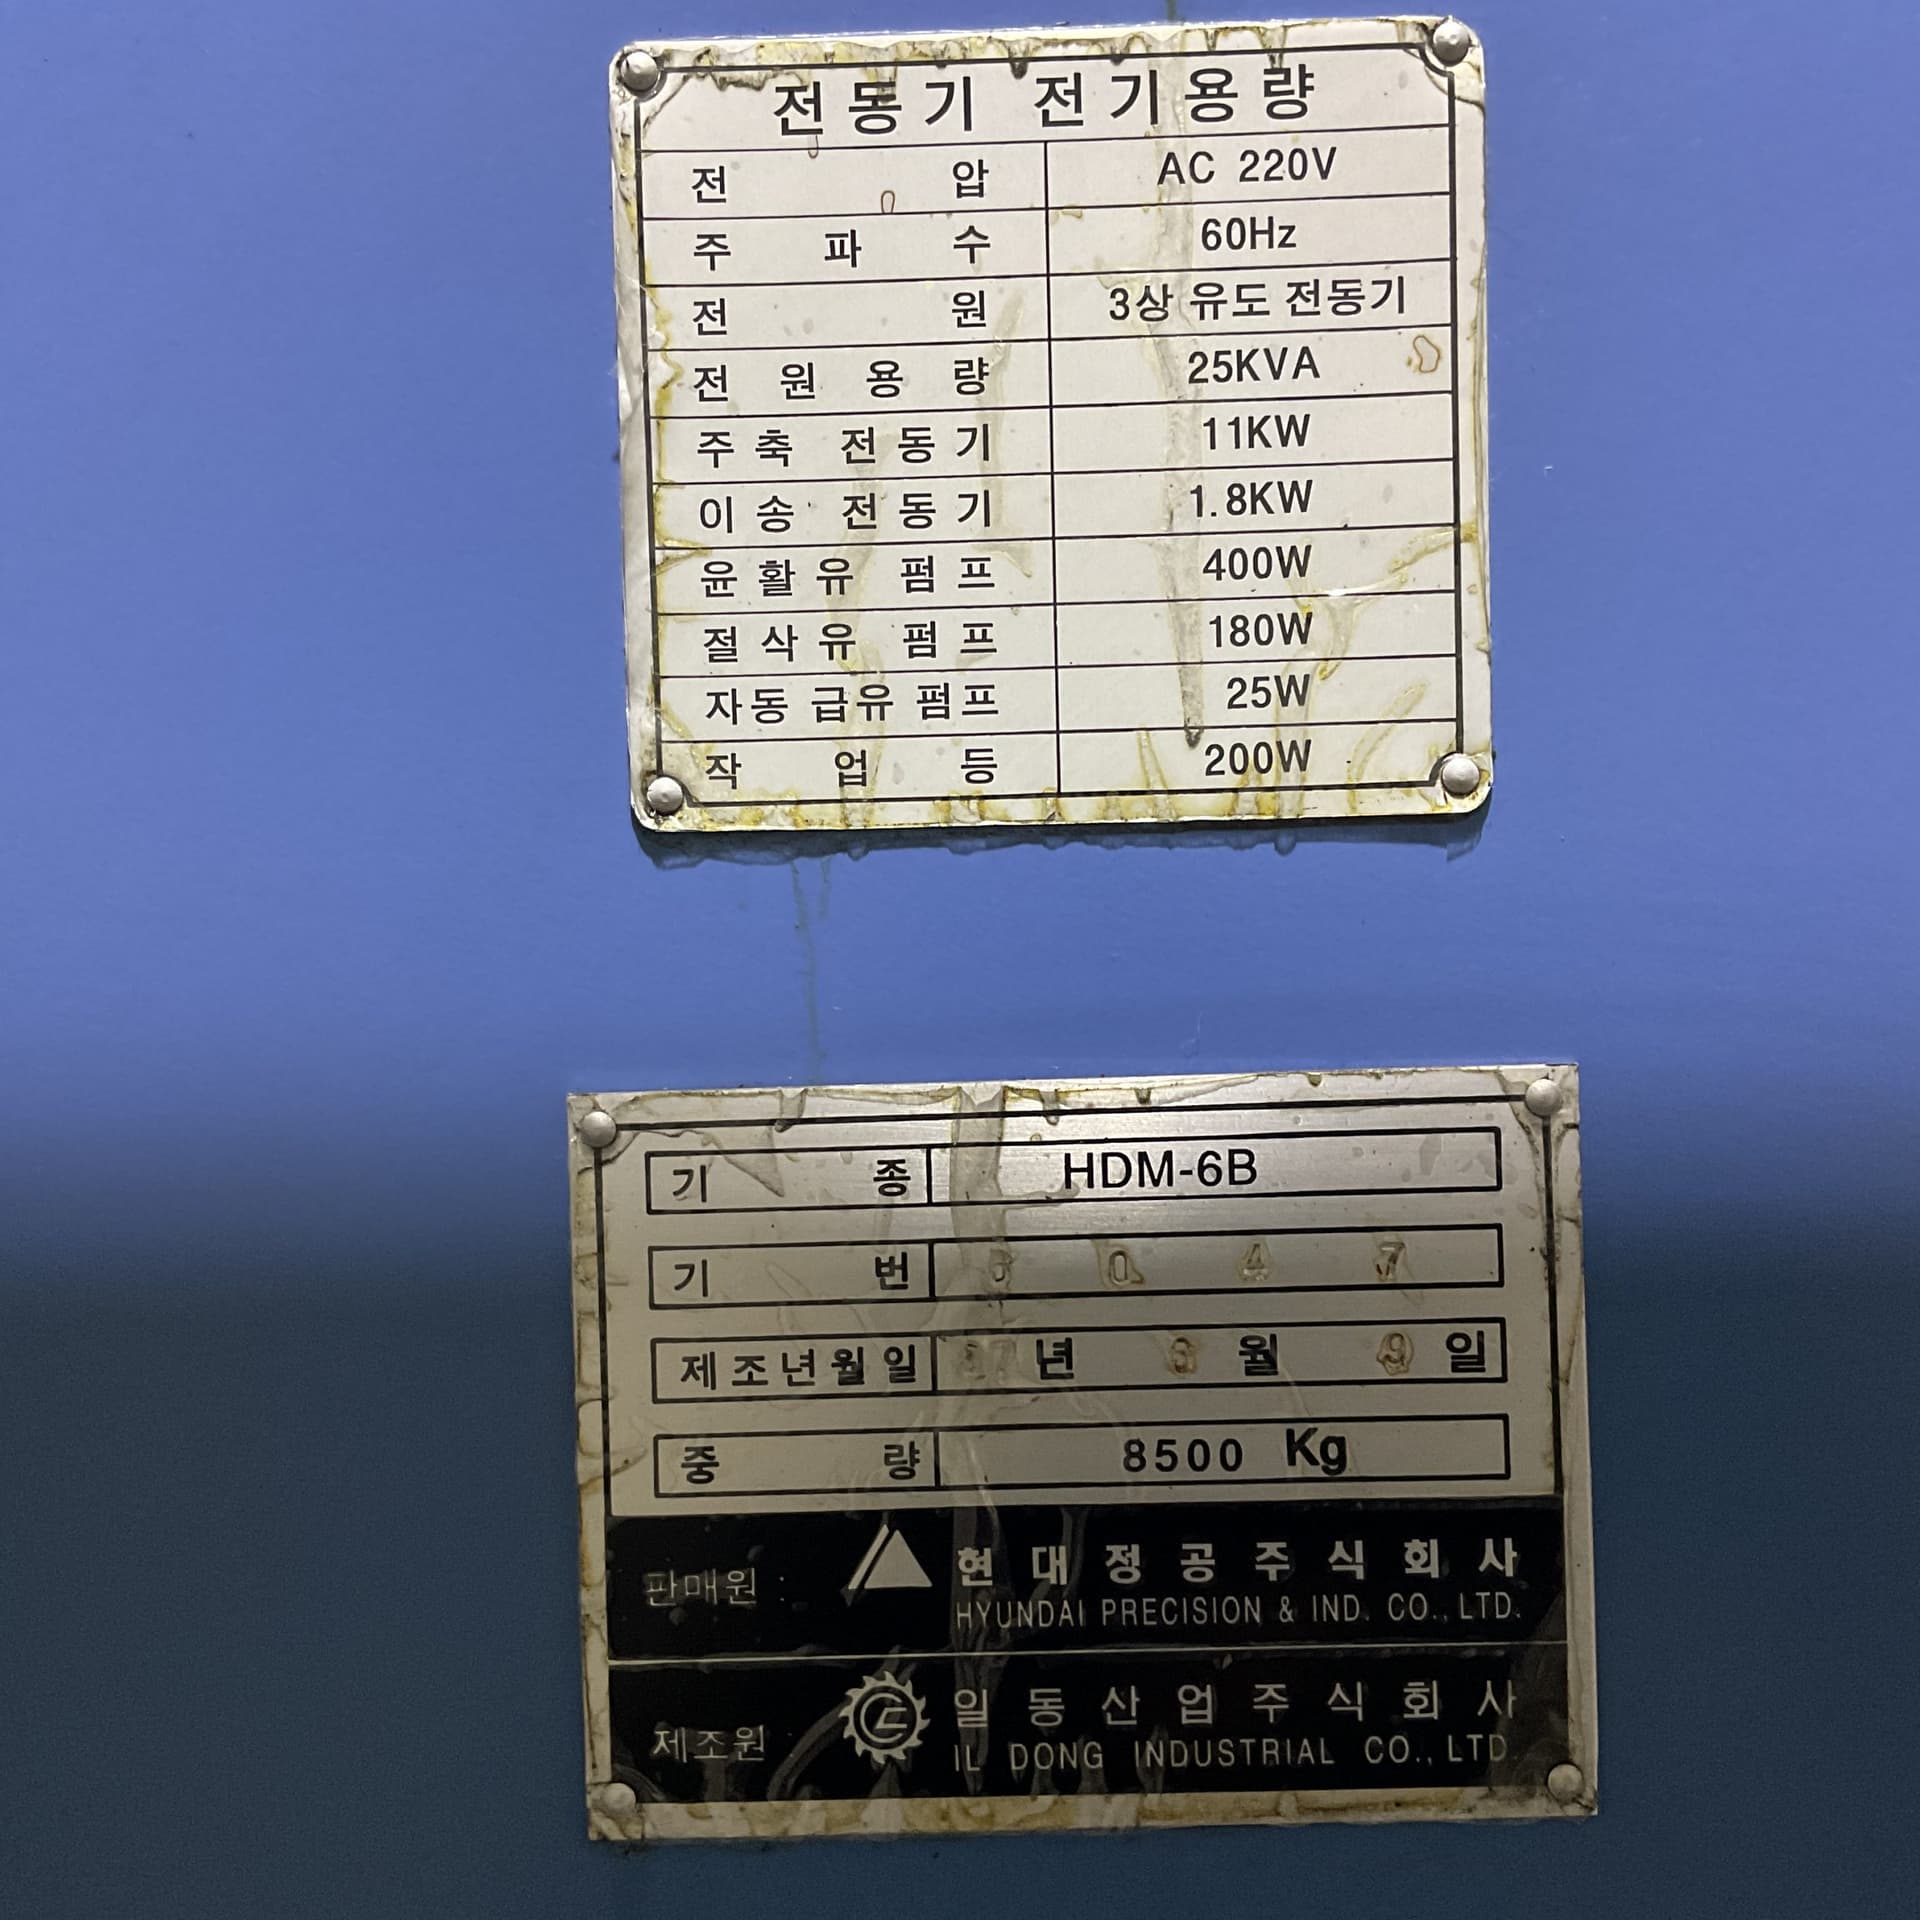 전동기 전기용량
전압 AC 220V
주파수 60Hz
전원 3상 유도 전동기
전원용량 25KVA
주축 전동기 11KW
이송 전동기 1.8KW
윤활유 펌프 400W
절삭유 펌프 180W
자동 급유 펌프 25W
작업등 200W
기종 HDM-6B
기번 0 4 7
제조년월일 년 월 9 일
중량 8500 Kg
판매원 : 현대정공주식회사
HYUNDAI PRECISION & IND. CO., LTD.
제조원 : 일동산업주식회사
IL DONG INDUSTRIAL CO., LTD.